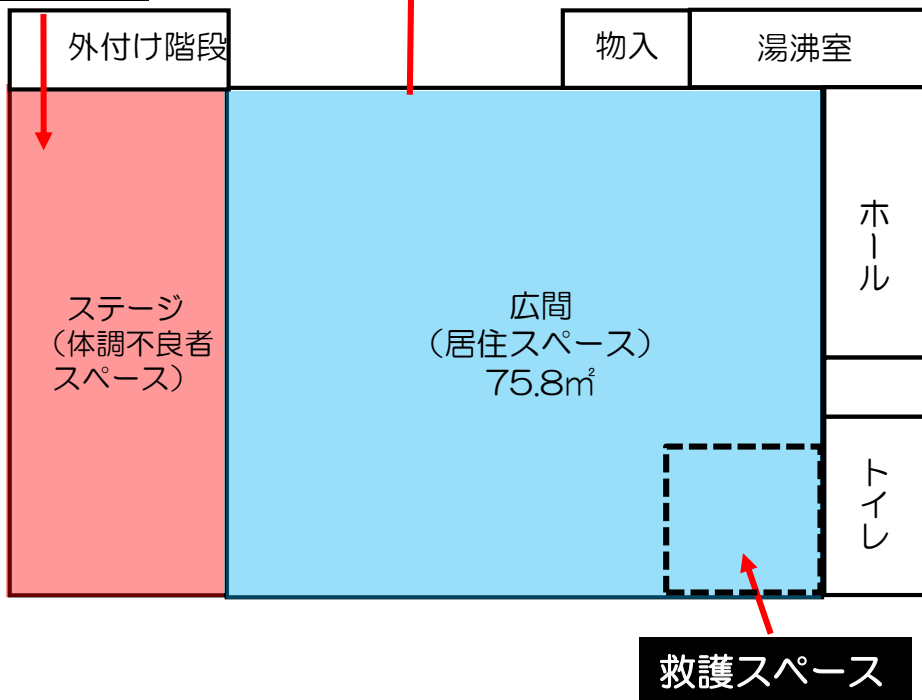 外付け階段
物入
湯沸室
ホール
ステージ
（体調不良者
スペース）
広間
（居住スペース）
75.8㎡
トイレ
救護スペース